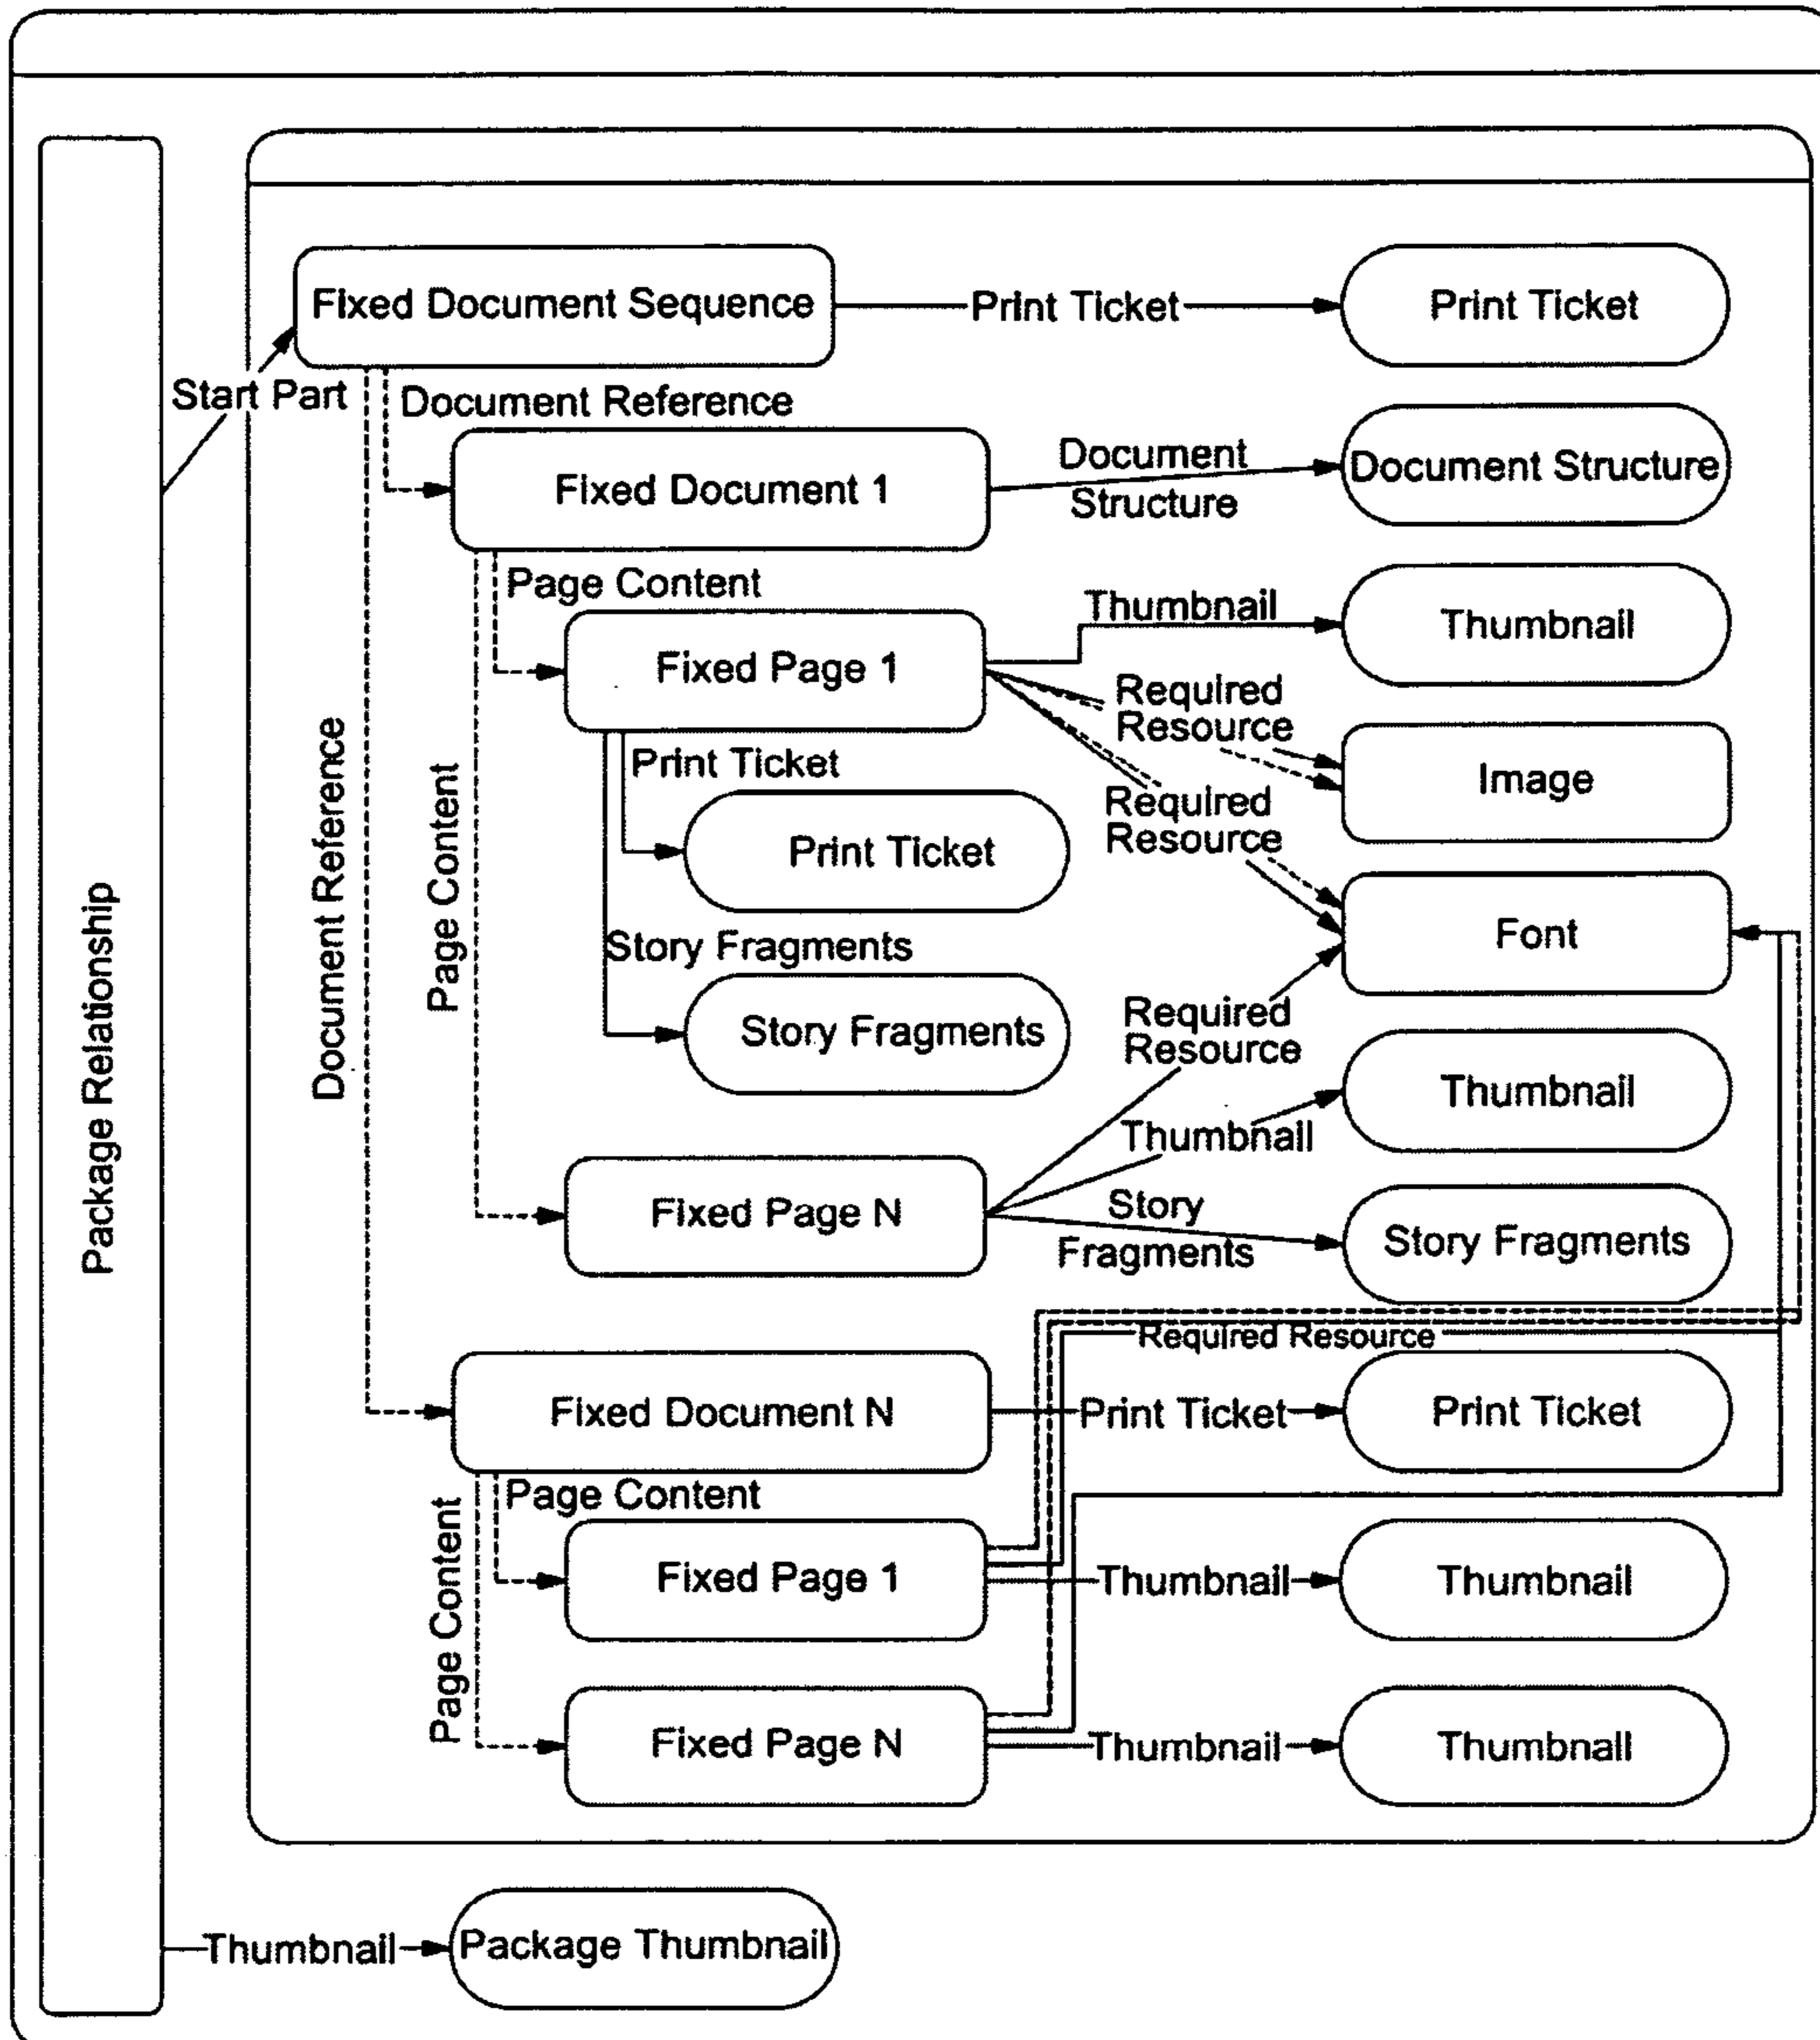 Package Relationship
Start Part
Fixed Document Sequence
Print Ticket
Print Ticket
Document Reference
Document Reference
Fixed Document 1
Document
Structure
Document Structure
Page Content
Page Content
Fixed Page 1
Thumbnail
Thumbnail
Required
Resource
Image
Required
Resource
Font
Print Ticket
Print Ticket
Story Fragments
Story Fragments
Required
Resource
Thumbnail
Thumbnail
Fixed Page N
Story
Fragments
Story Fragments
Required Resource
Fixed Document N
Print Ticket
Print Ticket
Page Content
Page Content
Fixed Page 1
Thumbnail
Thumbnail
Fixed Page N
Thumbnail
Thumbnail
Thumbnail
Package Thumbnail